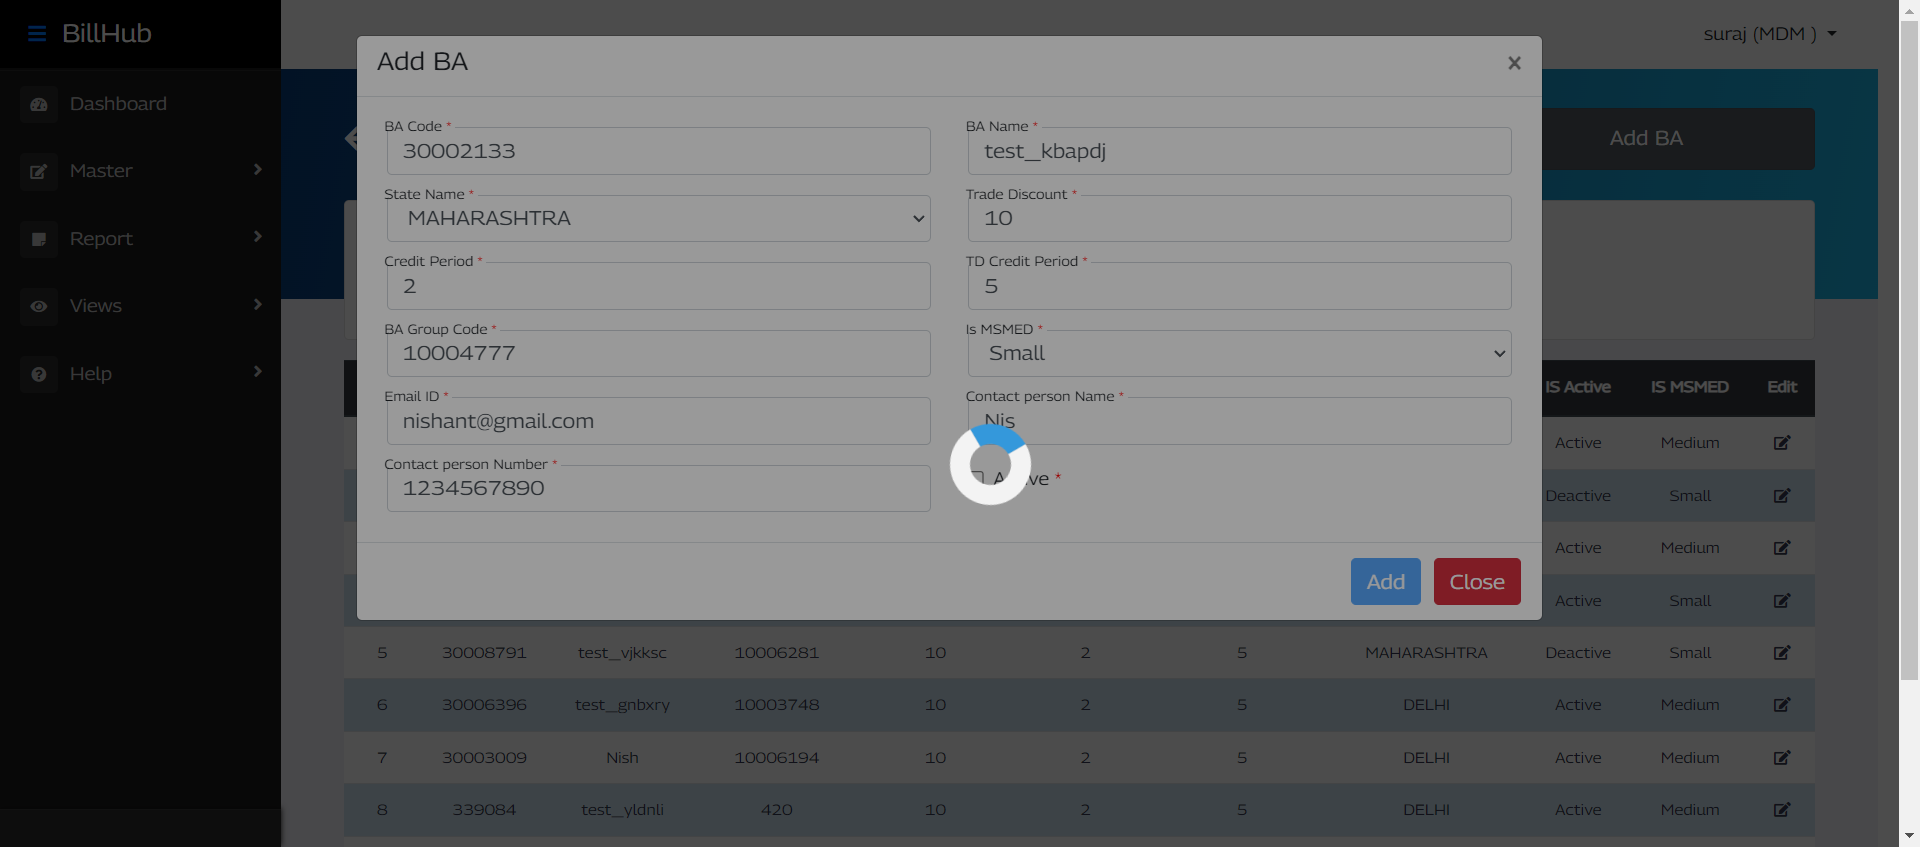 BillHub
suraj (MDM )
Dashboard
Master
Report
Views
Help
Add BA
Add BA ×
BA Code *
30002133
BA Name *
test_kbapdj
State Name *
MAHARASHTRA
Trade Discount *
10
Credit Period *
2
TD Credit Period *
5
BA Group Code *
10004777
Is MSMED *
Small
Email ID *
nishant@gmail.com
Contact person Name *
Nis
Contact person Number *
1234567890
*
Add Close
IS Active IS MSMED Edit
Active Medium
Deactive Small
Active Medium
Active Small
5 30008791 test_vjkksc 10006281 10 2 5 MAHARASHTRA Deactive Small
6 30006396 test_gnbxry 10003748 10 2 5 DELHI Active Medium
7 30003009 Nish 10006194 10 2 5 DELHI Active Medium
8 339084 test_yldnli 420 10 2 5 DELHI Active Medium